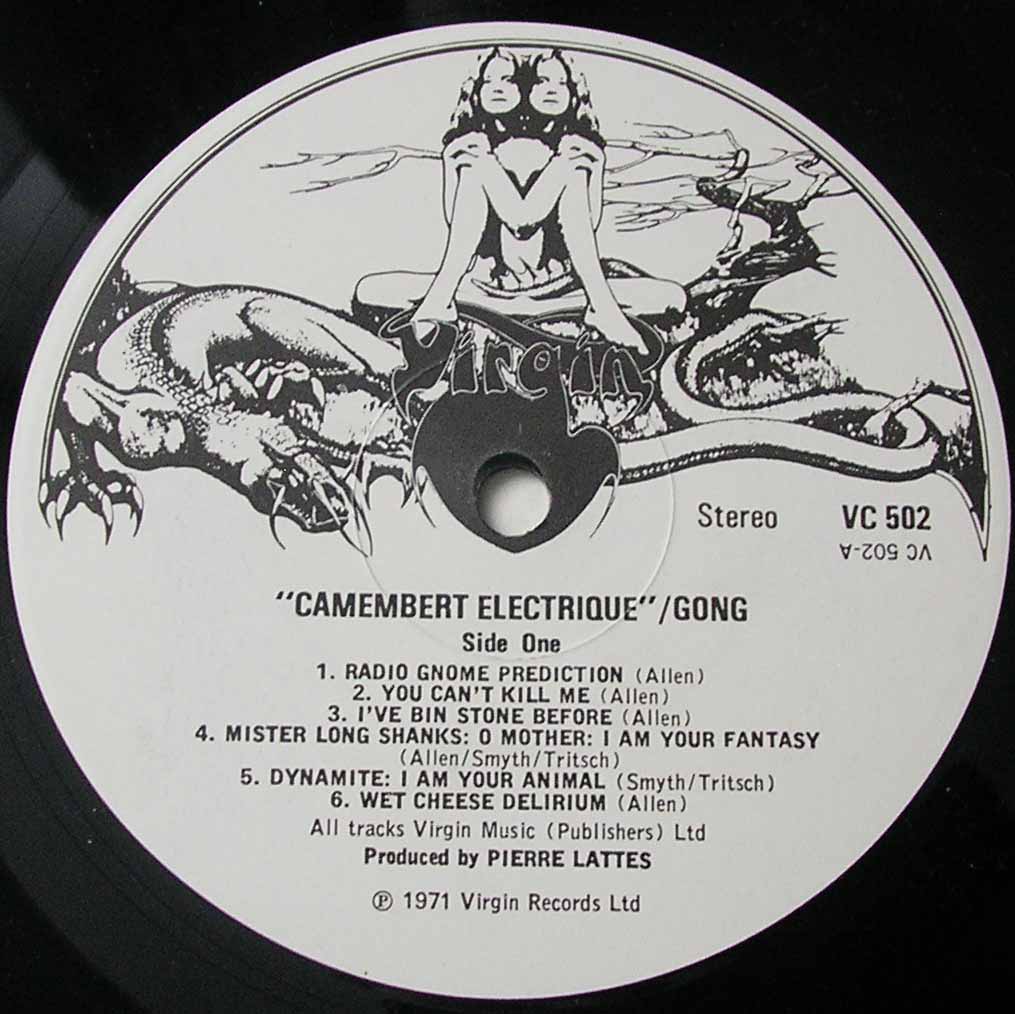 Virgin
Stereo VC 502
VC 502-A
"CAMEMBERT ELECTRIQUE"/GONG
Side One
1. RADIO GNOME PREDICTION (Allen)
2. YOU CAN'T KILL ME (Allen)
3. I'VE BIN STONE BEFORE (Allen)
4. MISTER LONG SHANKS: O MOTHER: I AM YOUR FANTASY
(Allen/Smyth/Tritsch)
5. DYNAMITE: I AM YOUR ANIMAL (Smyth/Tritsch)
6. WET CHEESE DELIRIUM (Allen)
All tracks Virgin Music (Publishers) Ltd
Produced by PIERRE LATTES
℗ 1971 Virgin Records Ltd